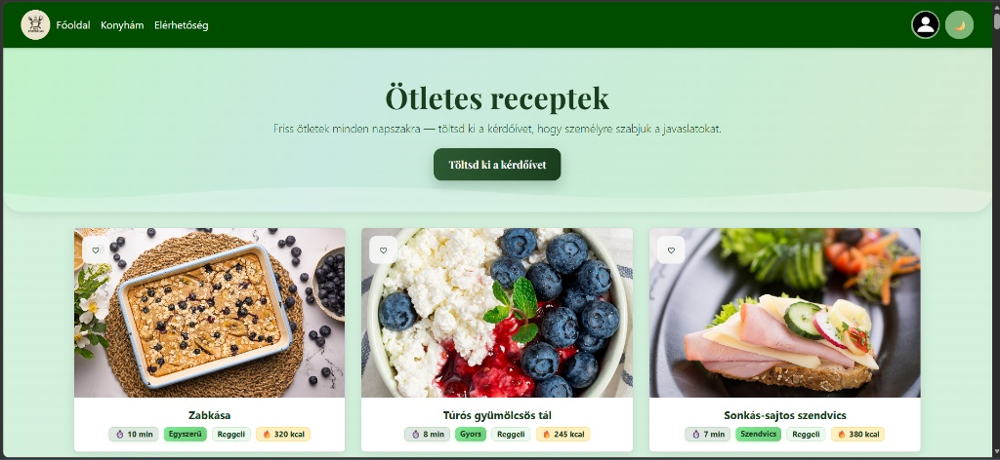 Főoldal Konyhám Elérhetőség
Ötletes receptek
Friss ötletek minden napszakra — töltsd ki a kérdőívet, hogy személyre szabjuk a javaslatokat.
Töltsd ki a kérdőívet
Zabkása
10 min Egyszerű Reggeli 320 kcal
Túrós gyümölcsös tál
8 min Gyors Reggeli 245 kcal
Sonkás-sajtos szendvics
7 min Szendvics Reggeli 380 kcal